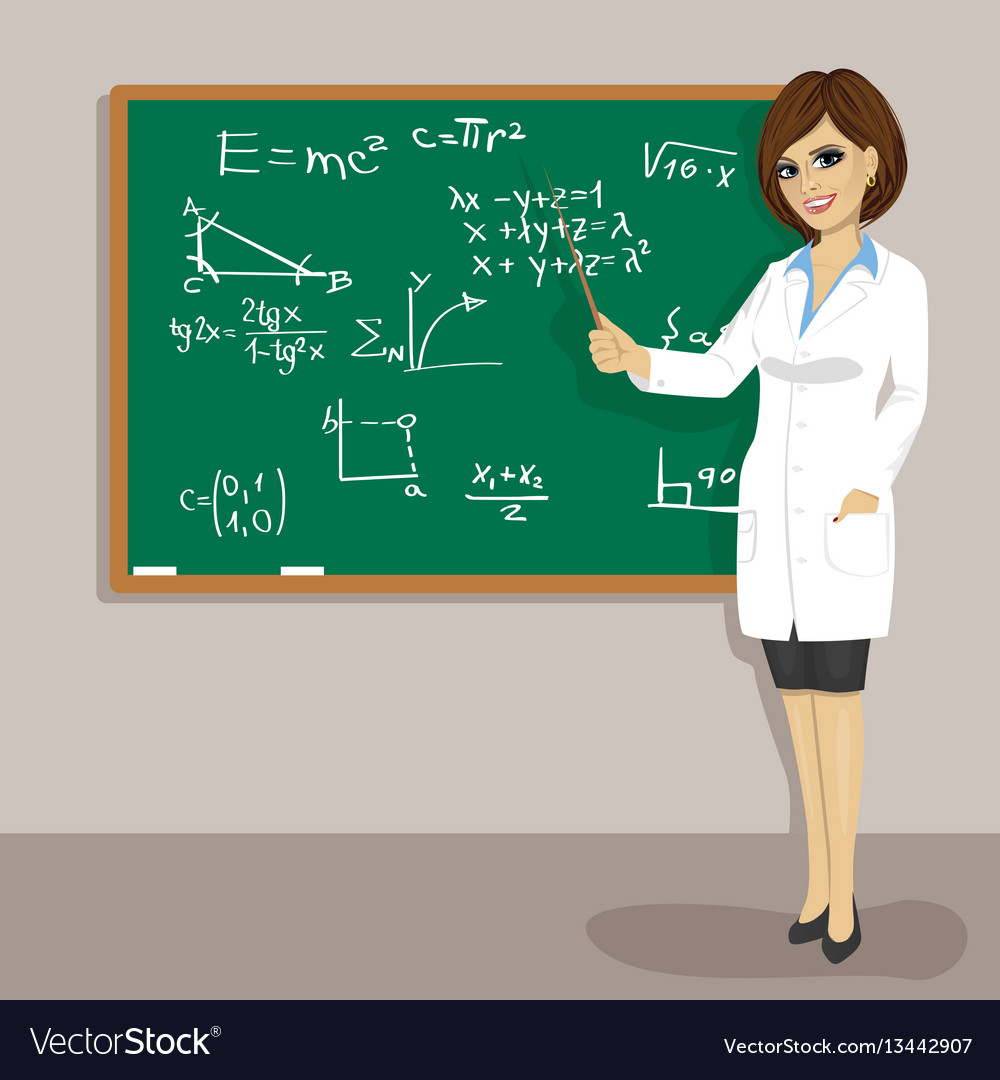 E=mc²
c=πr²
√16·x
λx -y+z=1
x +λy+z=λ
x+ y+λz=λ²
A
C
B
tg2x= 2tgx
1-tg²x
Σ N
Y
{a
b
a
C=(0,1
1,0)
x₁+x₂
2
90
VectorStock®
VectorStock.com/13442907